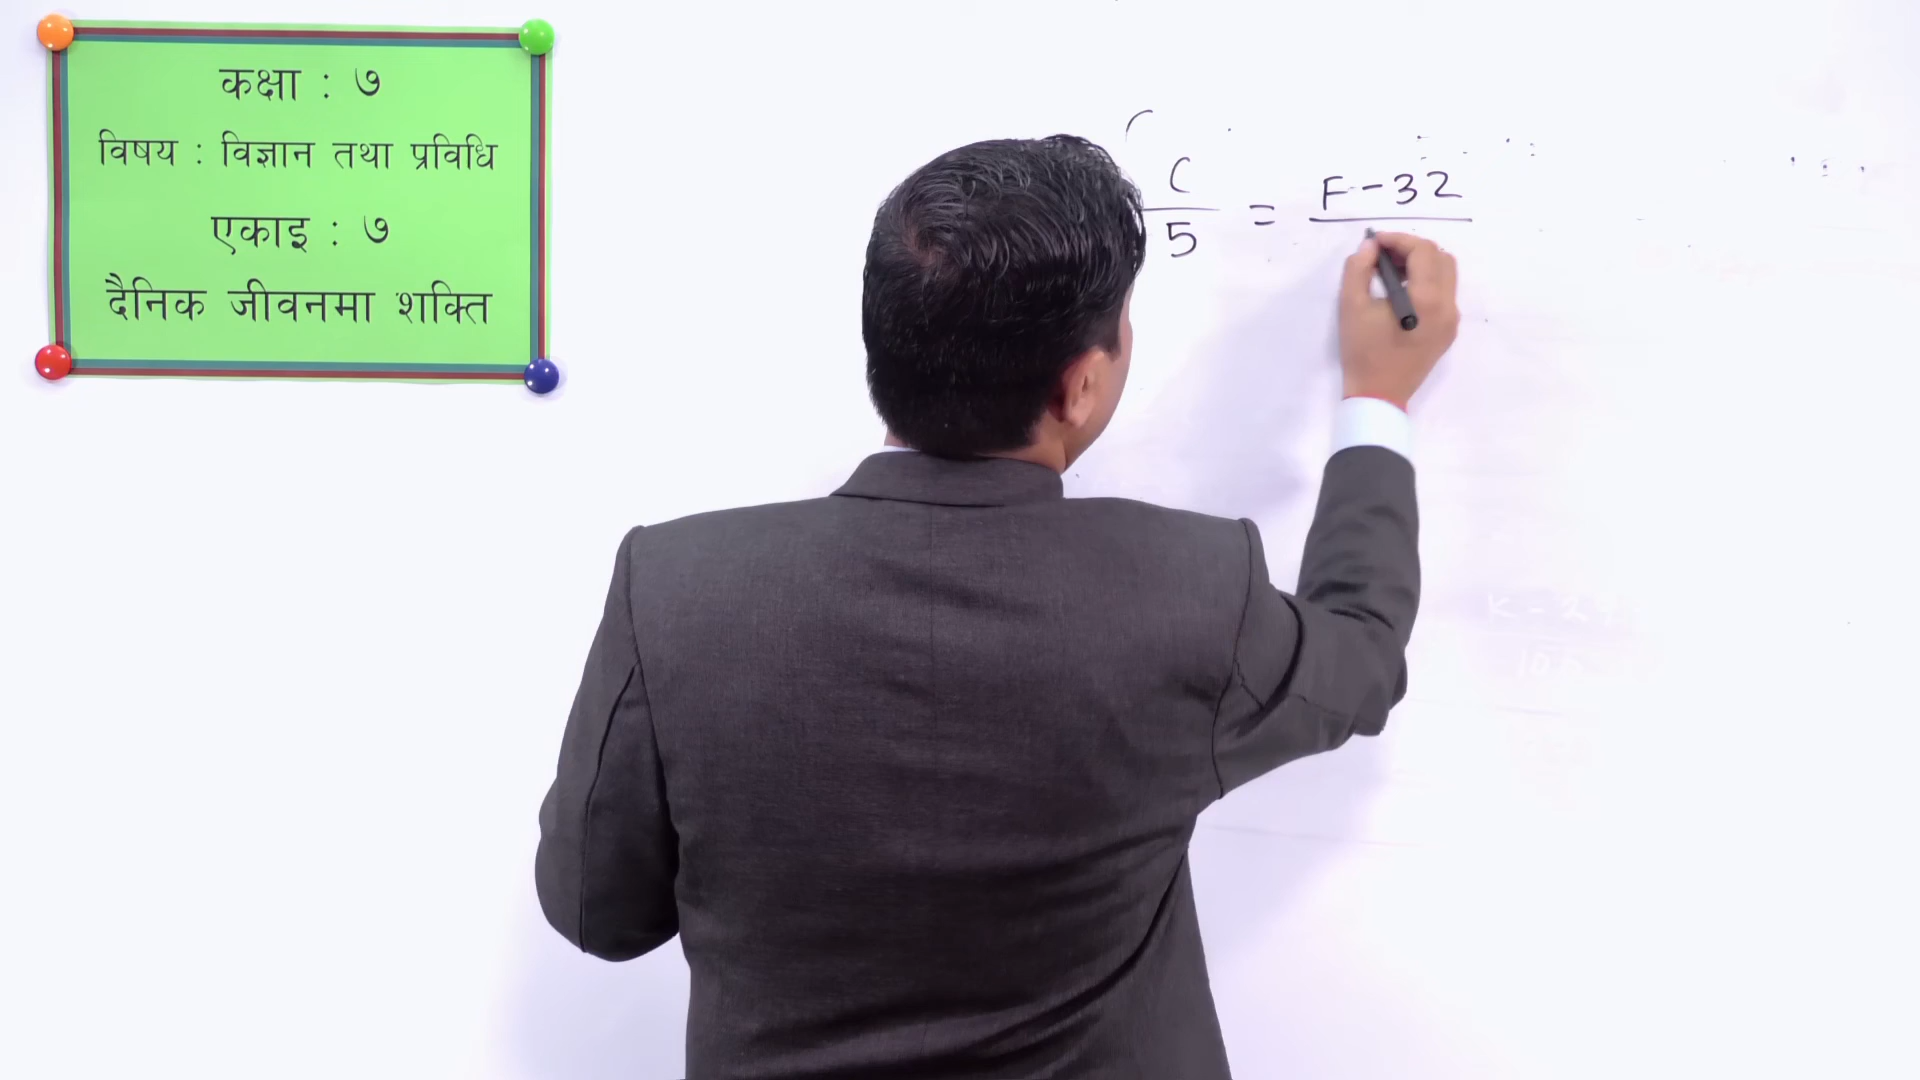 कक्षा : ७
विषय : विज्ञान तथा प्रविधि
एकाइ : ७
दैनिक जीवनमा शक्ति
C/5 = F-32